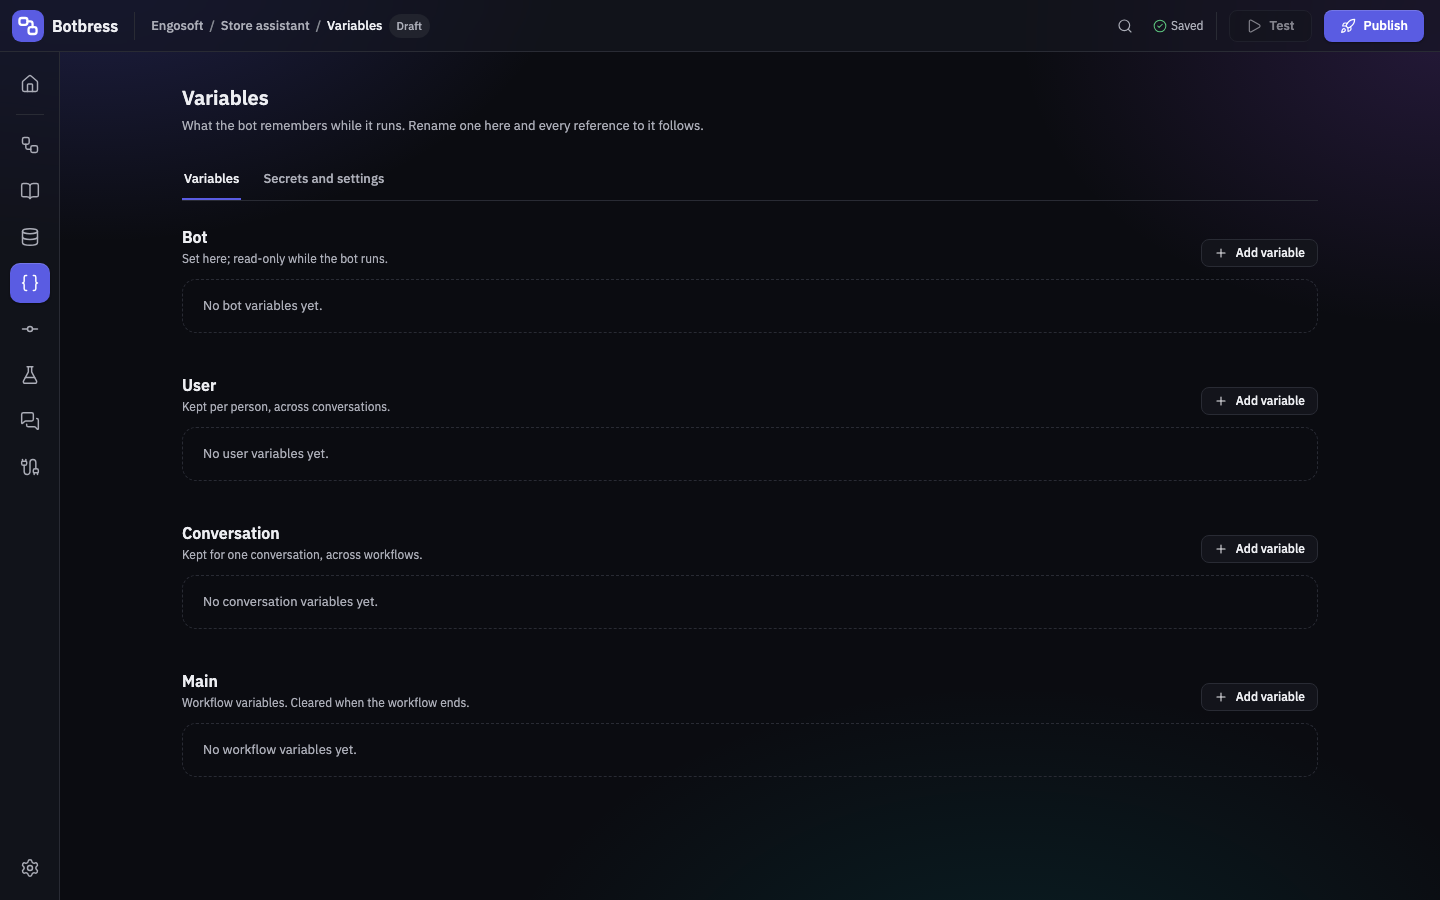 Botbress
Engosoft / Store assistant / Variables Draft
Saved
Test
Publish
Variables
What the bot remembers while it runs. Rename one here and every reference to it follows.
Variables Secrets and settings
Bot
Set here; read-only while the bot runs.
Add variable
No bot variables yet.
User
Kept per person, across conversations.
Add variable
No user variables yet.
Conversation
Kept for one conversation, across workflows.
Add variable
No conversation variables yet.
Main
Workflow variables. Cleared when the workflow ends.
Add variable
No workflow variables yet.